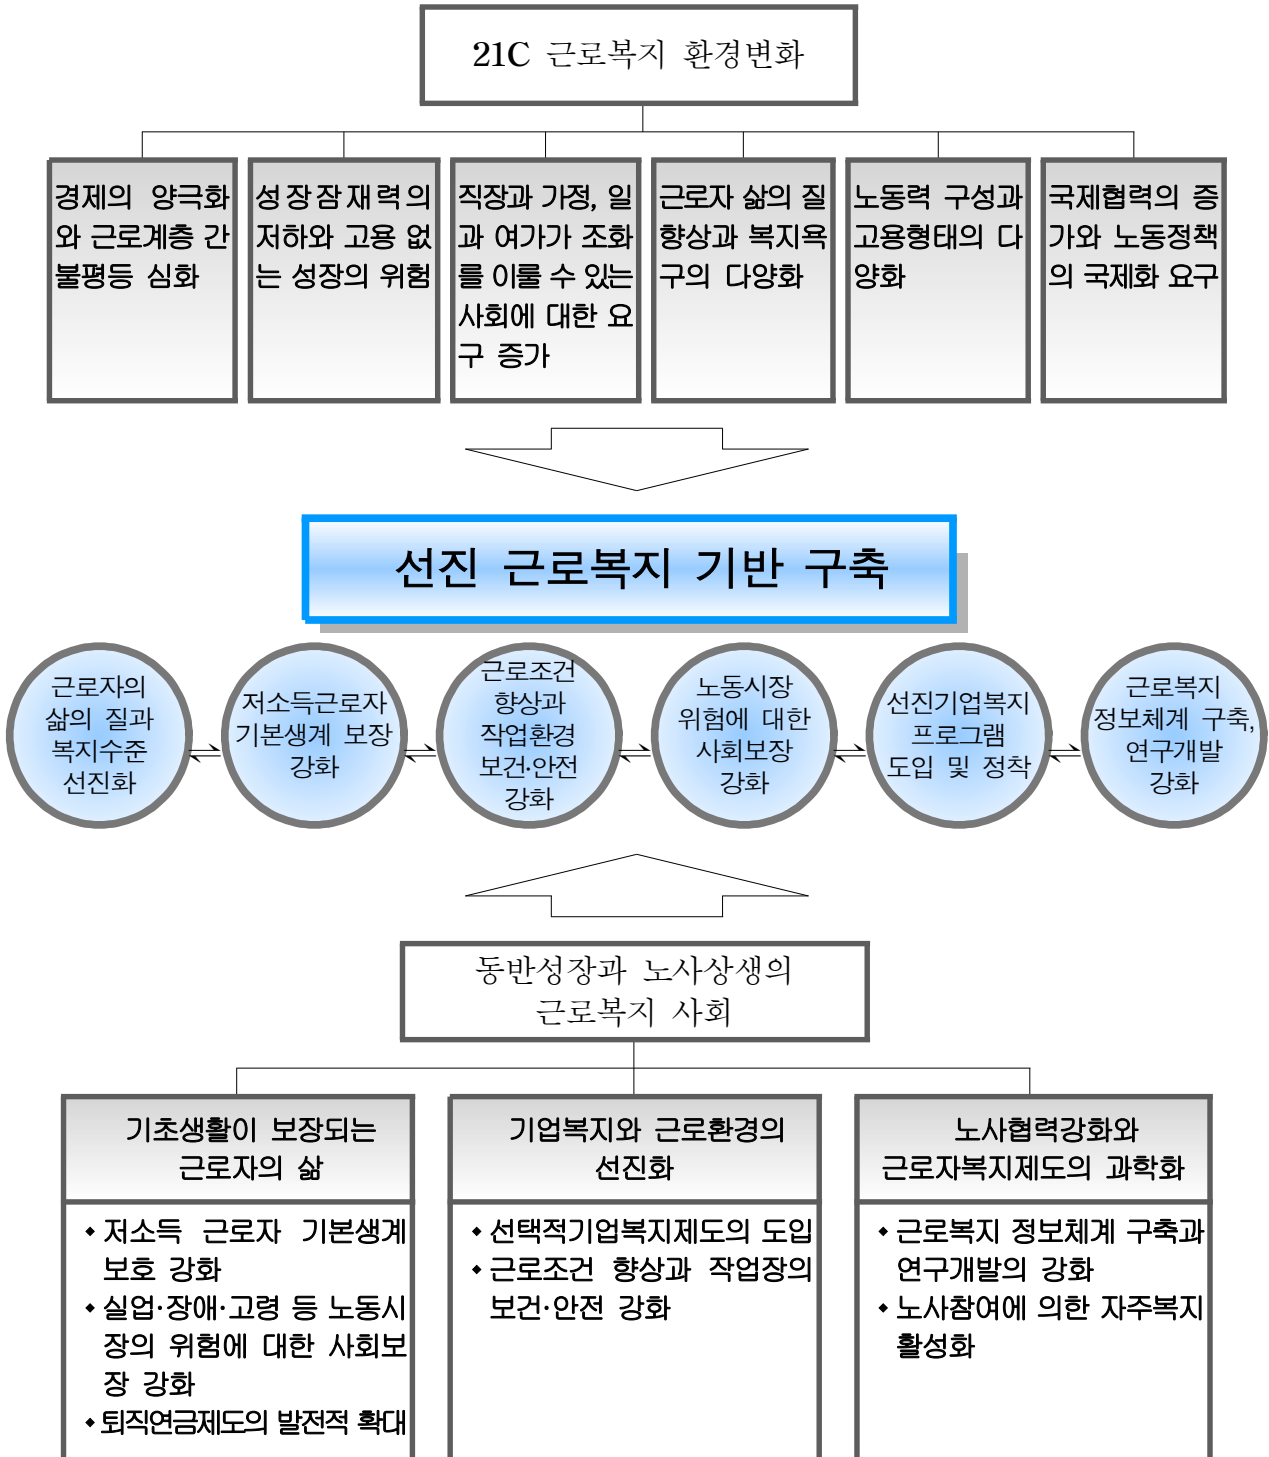 21C 근로복지 환경변화
경제의 양극화
와 근로계층 간
불평등 심화
성장잠재력의
저하와 고용 없
는 성장의 위험
직장과 가정, 일
과 여가가 조화
를 이룰 수 있는
사회에 대한 요
구 증가
근로자 삶의 질
향상과 복지욕
구의 다양화
노동력 구성과
고용형태의 다
양화
국제협력의 증
가와 노동정책
의 국제화 요구
선진 근로복지 기반 구축
근로자의
삶의 질과
복지수준
선진화
저소득근로자
기본생계 보장
강화
근로조건
향상과
작업환경
보건·안전
강화
노동시장
위험에 대한
사회보장
강화
선진기업복지
프로그램
도입 및 정착
근로복지
정보체계 구축,
연구개발
강화
동반성장과 노사상생의
근로복지 사회
기초생활이 보장되는
근로자의 삶
◆ 저소득 근로자 기본생계
보호 강화
◆ 실업·장애·고령 등 노동시
장의 위험에 대한 사회보
장 강화
◆ 퇴직연금제도의 발전적 확대
기업복지와 근로환경의
선진화
◆ 선택적기업복지제도의 도입
◆ 근로조건 향상과 작업장의
보건·안전 강화
노사협력강화와
근로자복지제도의 과학화
◆ 근로복지 정보체계 구축과
연구개발의 강화
◆ 노사참여에 의한 자주복지
활성화